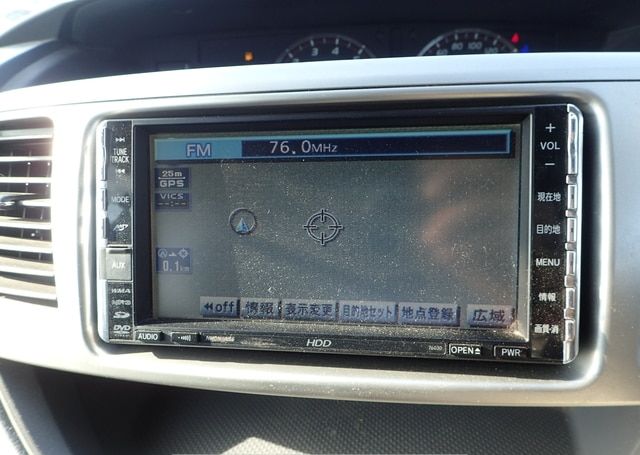 FM 76.0MHz
25m
GPS
VICS
--:--
0.1km
◀◀off 情報 表示変更 目的地セット 地点登録 広域
TUNE
TRACK
MODE
AUX
WMA
DVD
AUDIO
HDD
OPEN
PWR
+
VOL
−
現在地
目的地
MENU
情報
画質・消